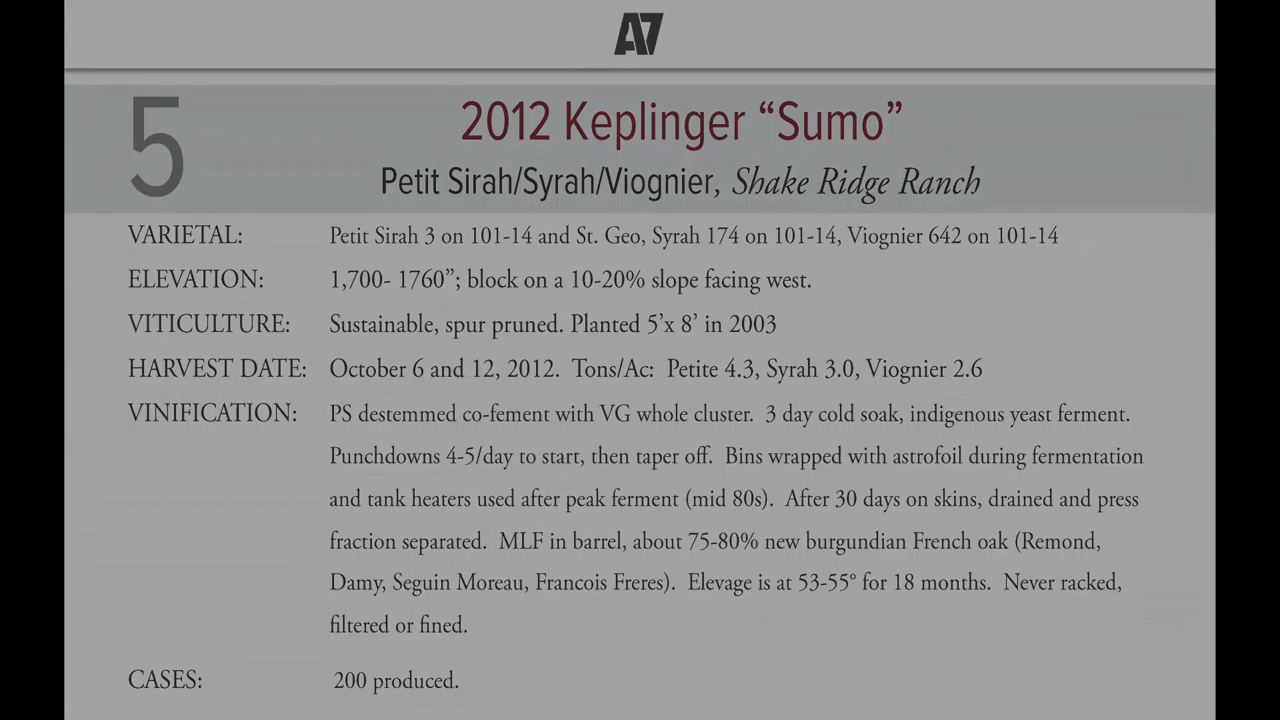 A7
5
2012 Keplinger “Sumo”
Petit Sirah/Syrah/Viognier, Shake Ridge Ranch
VARIETAL: Petit Sirah 3 on 101-14 and St. Geo, Syrah 174 on 101-14, Viognier 642 on 101-14
ELEVATION: 1,700- 1760”; block on a 10-20% slope facing west.
VITICULTURE: Sustainable, spur pruned. Planted 5’x 8’ in 2003
HARVEST DATE: October 6 and 12, 2012. Tons/Ac: Petite 4.3, Syrah 3.0, Viognier 2.6
VINIFICATION: PS destemmed co-fement with VG whole cluster. 3 day cold soak, indigenous yeast ferment.
Punchdowns 4-5/day to start, then taper off. Bins wrapped with astrofoil during fermentation
and tank heaters used after peak ferment (mid 80s). After 30 days on skins, drained and press
fraction separated. MLF in barrel, about 75-80% new burgundian French oak (Remond,
Damy, Seguin Moreau, Francois Freres). Elevage is at 53-55° for 18 months. Never racked,
filtered or fined.
CASES: 200 produced.